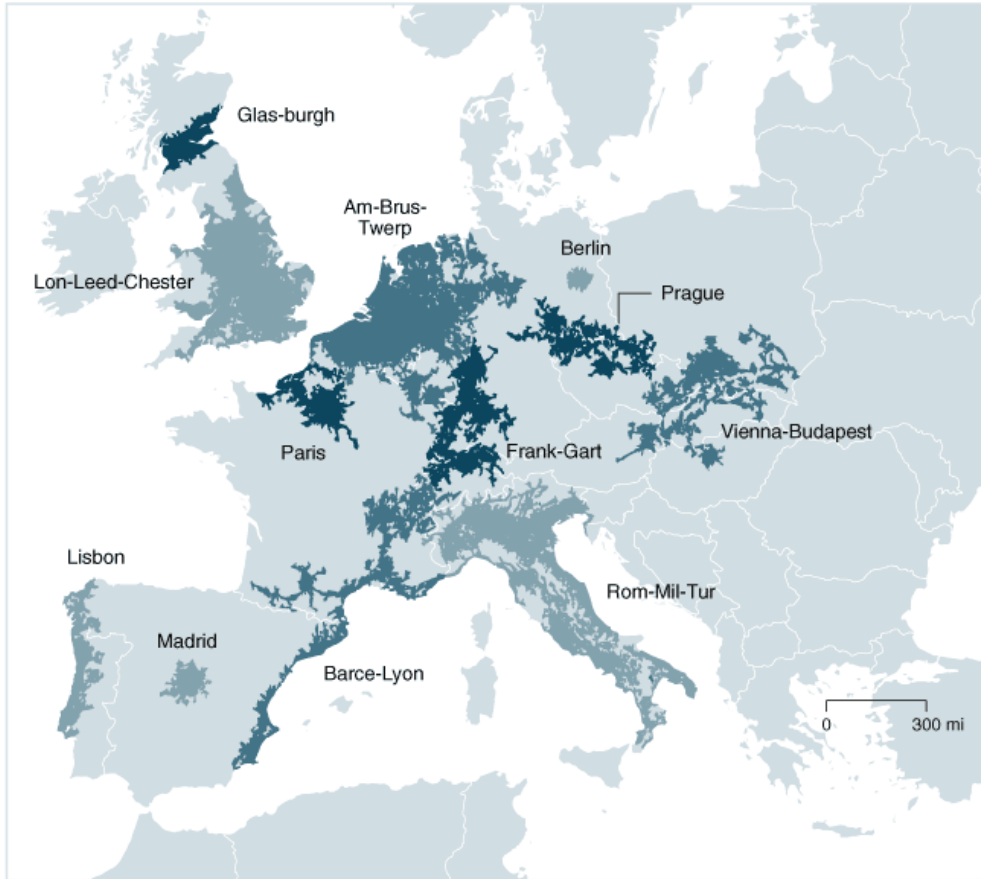 Glas-burgh
Am-Brus-
Twerp
Berlin
Lon-Leed-Chester
Prague
Vienna-Budapest
Paris
Frank-Gart
Lisbon
Rom-Mil-Tur
Madrid
Barce-Lyon
0 300 mi